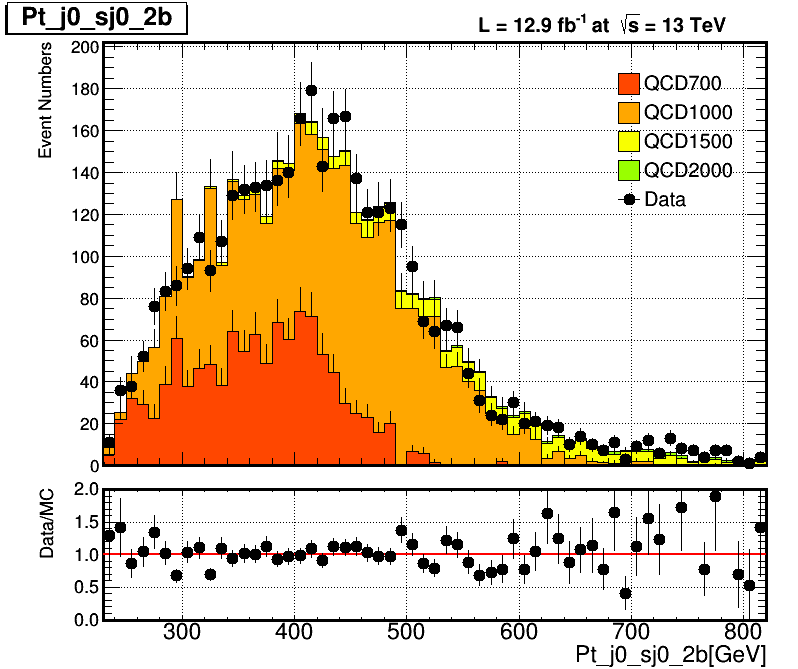 Pt_j0_sj0_2b
L = 12.9 fb⁻¹ at √s = 13 TeV
Event Numbers
200
180
160
140
120
100
80
60
40
20
0
QCD700
QCD1000
QCD1500
QCD2000
Data
Data/MC
2.0
1.5
1.0
0.5
0.0
300 400 500 600 700 800
Pt_j0_sj0_2b[GeV]